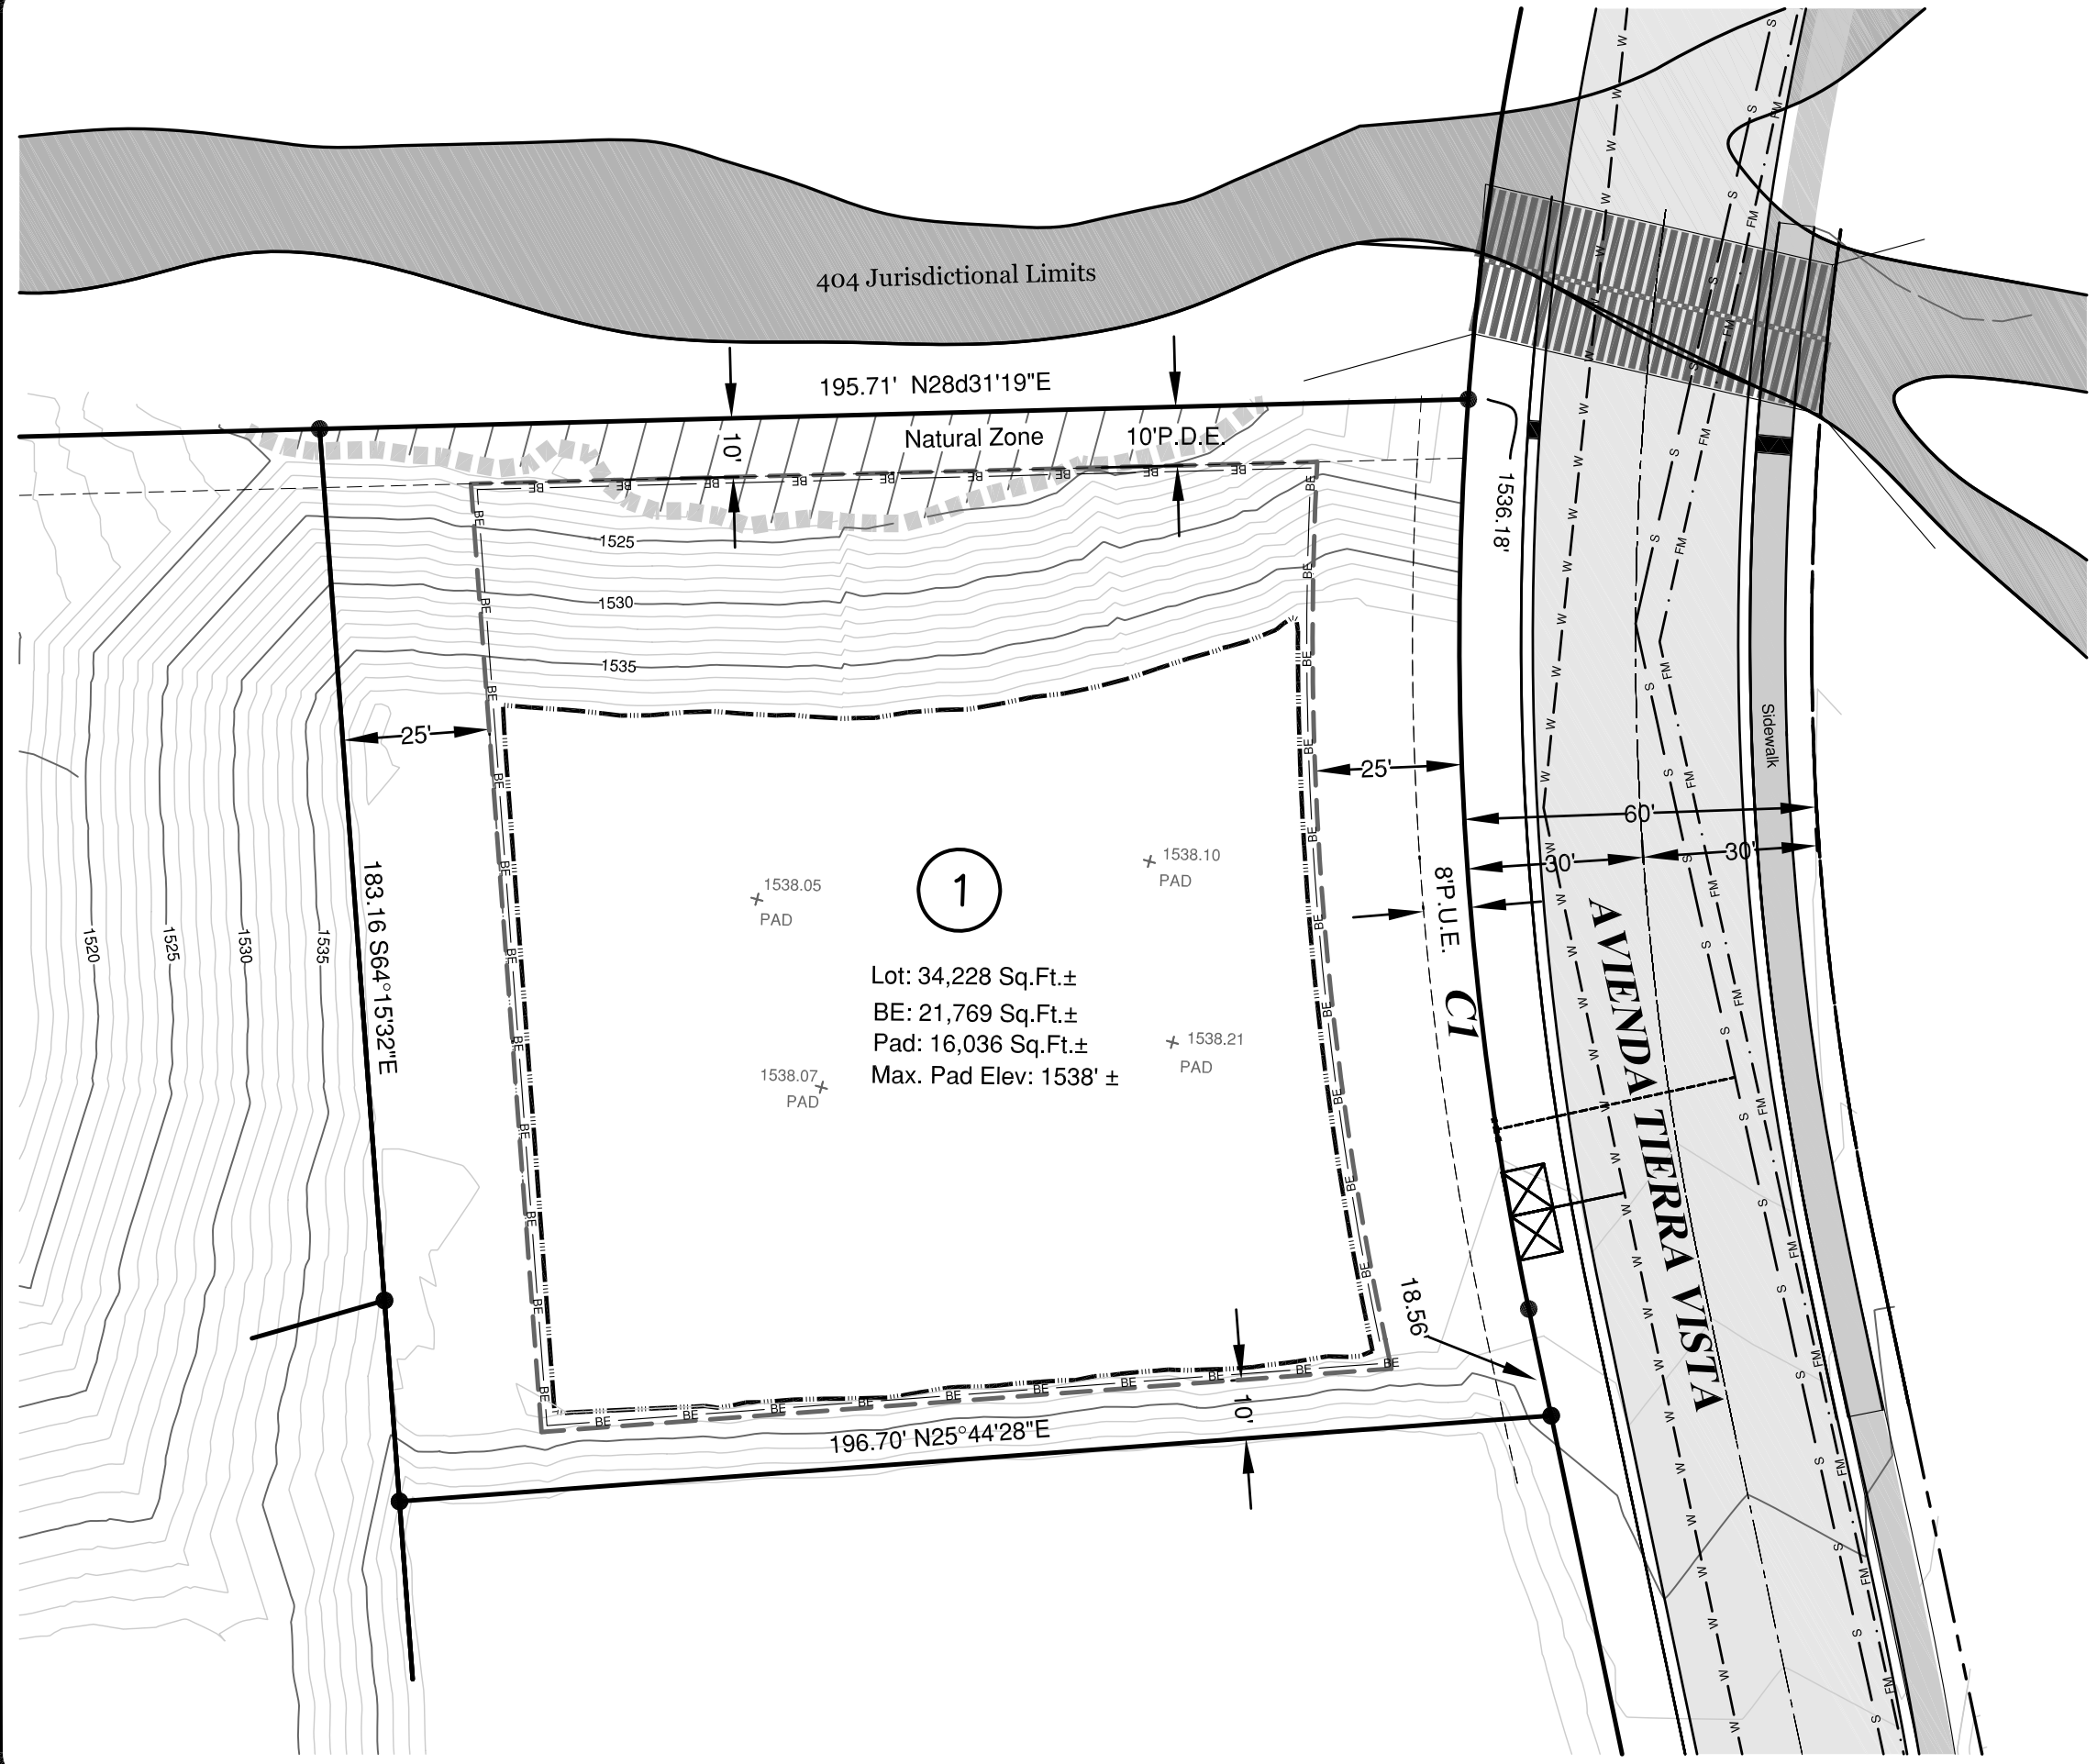 404 Jurisdictional Limits
195.71' N28d31'19"E
Natural Zone
10'P.D.E.
10'
1536.18'
1525
1530
1535
25'
25'
Sidewalk
60'
30'
30'
1538.05
PAD
1538.10
PAD
1
8'P.U.E.
C1
183.16 S64°15'32"E
1520
1525
1530
1535
Lot: 34,228 Sq.Ft.±
BE: 21,769 Sq.Ft.±
Pad: 16,036 Sq.Ft.±
Max. Pad Elev: 1538' ±
1538.07
PAD
1538.21
PAD
AVIENDA TIERRA VISTA
18.56'
10'
196.70' N25°44'28"E
BE
W
S
FM